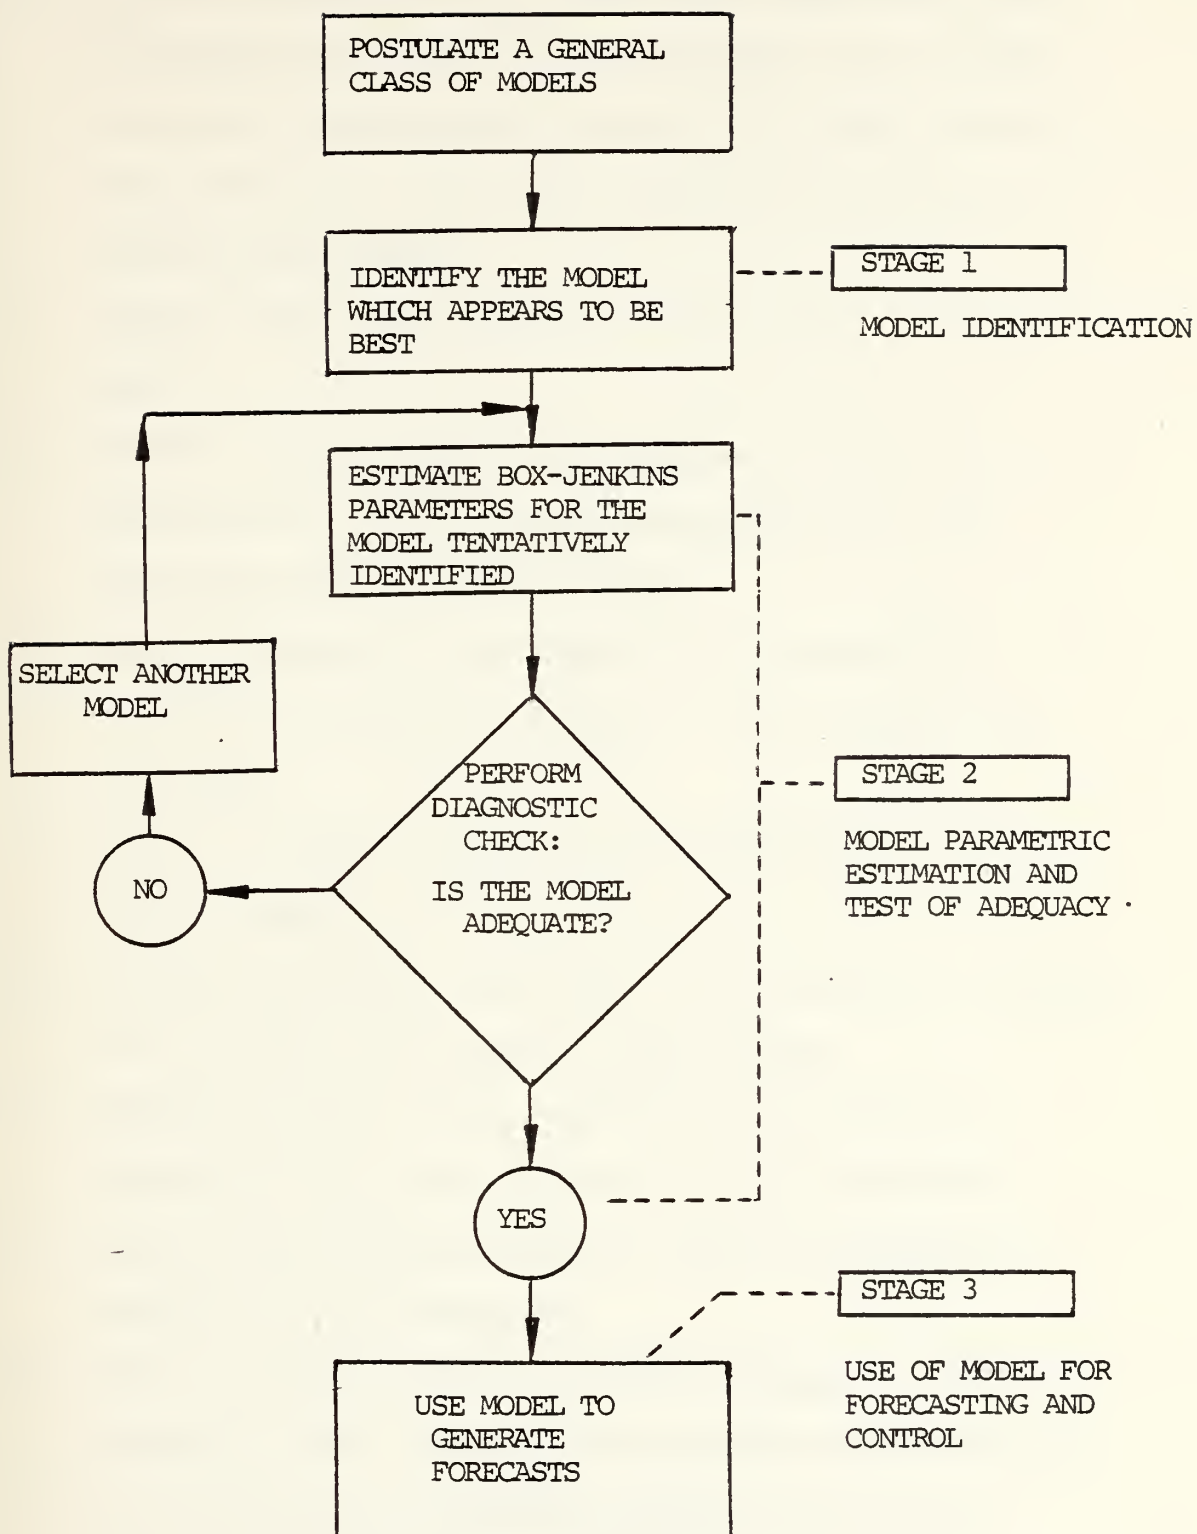 POSTULATE A GENERAL
CLASS OF MODELS
IDENTIFY THE MODEL
WHICH APPEARS TO BE
BEST
STAGE 1
MODEL IDENTIFICATION
ESTIMATE BOX-JENKINS
PARAMETERS FOR THE
MODEL TENTATIVELY
IDENTIFIED
SELECT ANOTHER
MODEL
PERFORM
DIAGNOSTIC
CHECK:
IS THE MODEL
ADEQUATE?
NO
STAGE 2
MODEL PARAMETRIC
ESTIMATION AND
TEST OF ADEQUACY
YES
STAGE 3
USE OF MODEL FOR
FORECASTING AND
CONTROL
USE MODEL TO
GENERATE
FORECASTS